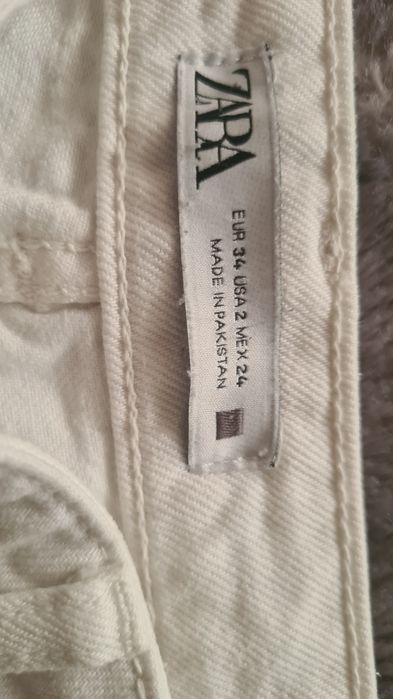 ZARA
EUR 34 USA 2 MEX 24
MADE IN PAKISTAN